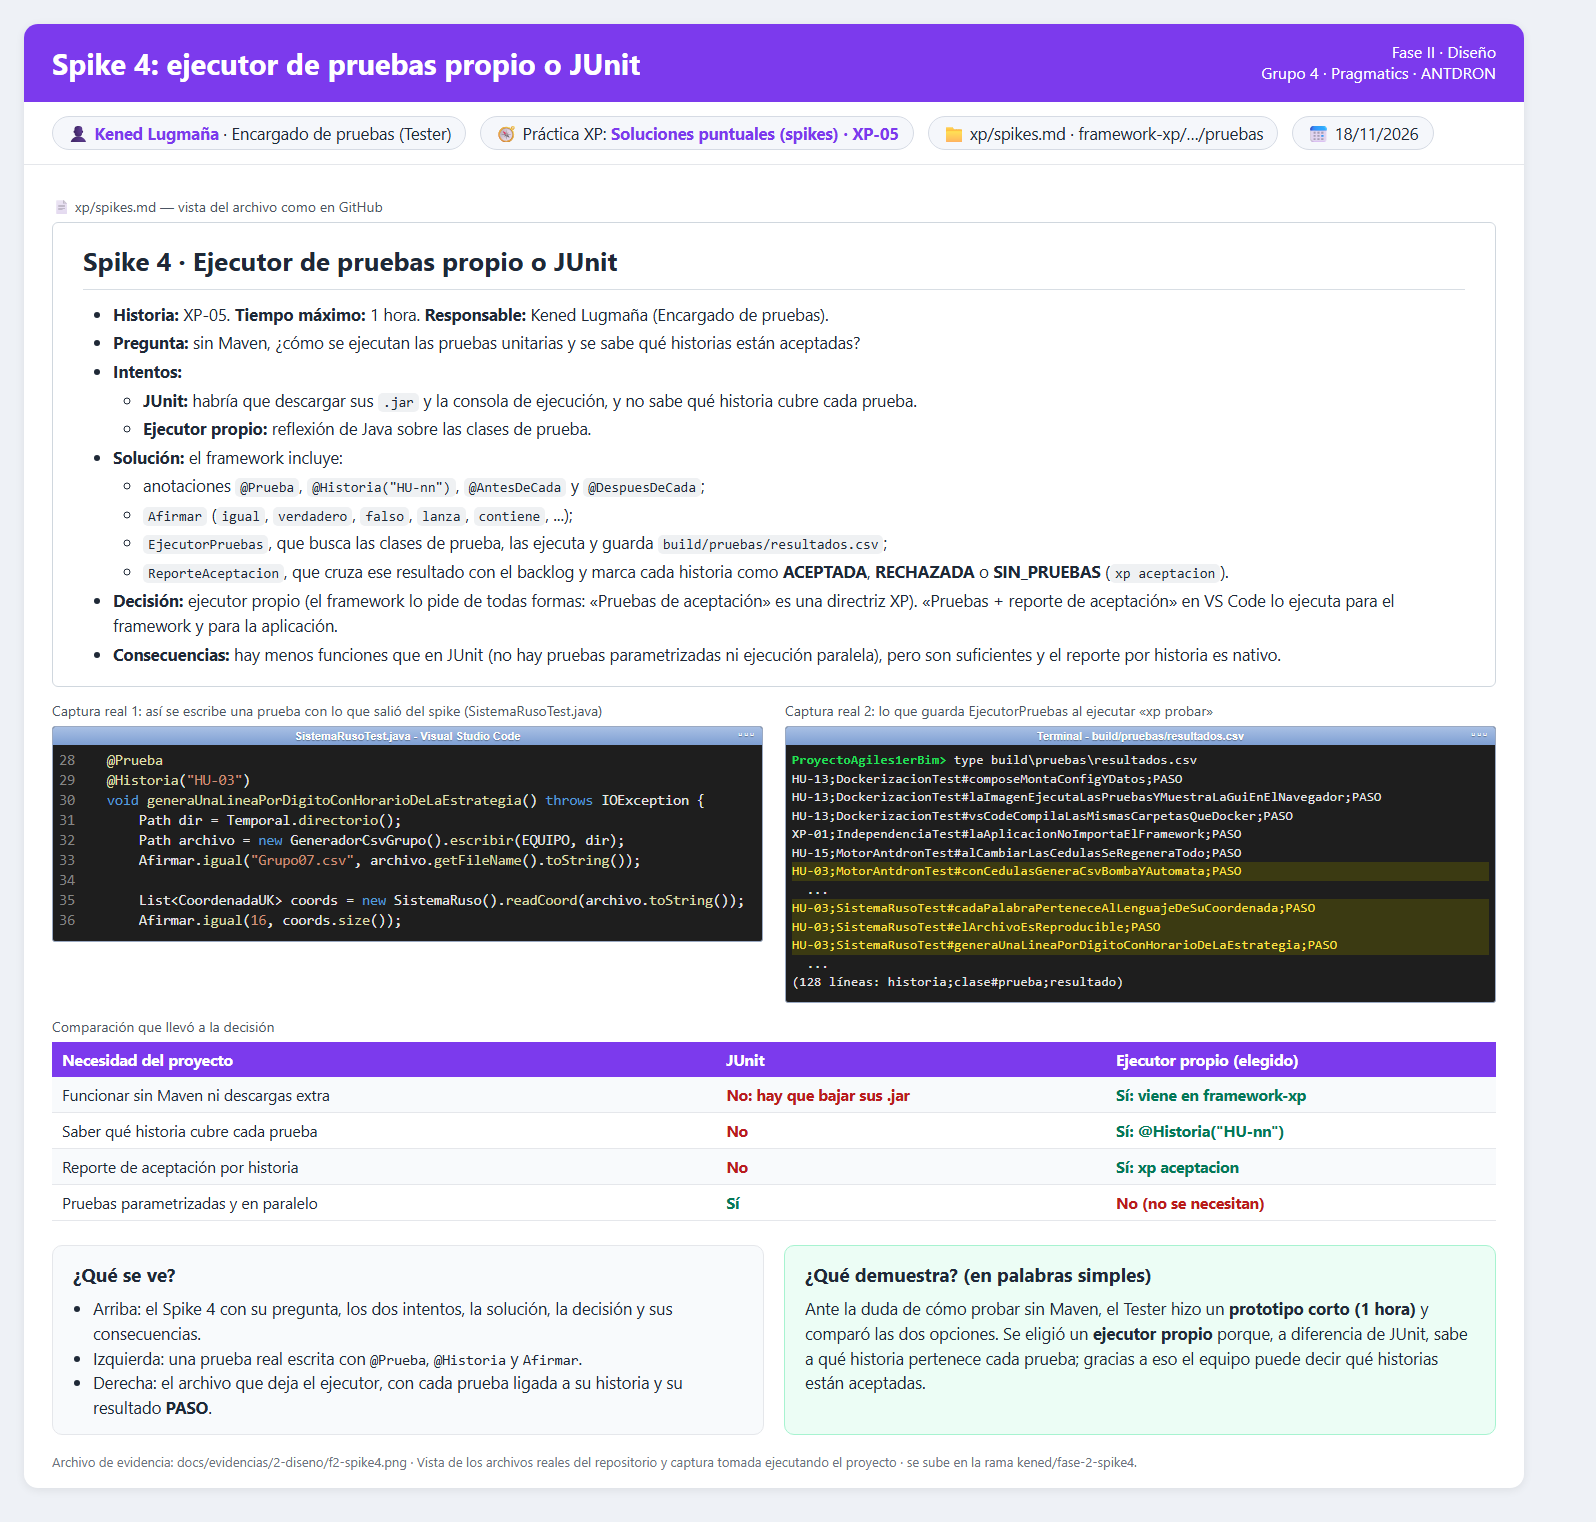 Spike 4: ejecutor de pruebas propio o JUnit
Fase II · Diseño
Grupo 4 · Pragmatics · ANTDRON
Kened Lugmaña · Encargado de pruebas (Tester)
Práctica XP: Soluciones puntuales (spikes) · XP-05
xp/spikes.md · framework-xp/.../pruebas
18/11/2026
xp/spikes.md — vista del archivo como en GitHub
Spike 4 · Ejecutor de pruebas propio o JUnit
Historia: XP-05. Tiempo máximo: 1 hora. Responsable: Kened Lugmaña (Encargado de pruebas).
Pregunta: sin Maven, ¿cómo se ejecutan las pruebas unitarias y se sabe qué historias están aceptadas?
Intentos:
JUnit: habría que descargar sus .jar y la consola de ejecución, y no sabe qué historia cubre cada prueba.
Ejecutor propio: reflexión de Java sobre las clases de prueba.
Solución: el framework incluye:
anotaciones @Prueba, @Historia("HU-nn"), @AntesDeCada y @DespuesDeCada;
Afirmar (igual, verdadero, falso, lanza, contiene, ...);
EjecutorPruebas, que busca las clases de prueba, las ejecuta y guarda build/pruebas/resultados.csv;
ReporteAceptacion, que cruza ese resultado con el backlog y marca cada historia como ACEPTADA, RECHAZADA o SIN_PRUEBAS (xp aceptacion).
Decisión: ejecutor propio (el framework lo pide de todas formas: «Pruebas de aceptación» es una directriz XP). «Pruebas + reporte de aceptación» en VS Code lo ejecuta para el
framework y para la aplicación.
Consecuencias: hay menos funciones que en JUnit (no hay pruebas parametrizadas ni ejecución paralela), pero son suficientes y el reporte por historia es nativo.
Captura real 1: así se escribe una prueba con lo que salió del spike (SistemaRusoTest.java)
SistemaRusoTest.java - Visual Studio Code
28 @Prueba
29 @Historia("HU-03")
30 void generaUnaLineaPorDigitoConHorarioDeLaEstrategia() throws IOException {
31 Path dir = Temporal.directorio();
32 Path archivo = new GeneradorCsvGrupo().escribir(EQUIPO, dir);
33 Afirmar.igual("Grupo07.csv", archivo.getFileName().toString());
34
35 List<CoordenadaUK> coords = new SistemaRuso().readCoord(archivo.toString());
36 Afirmar.igual(16, coords.size());
Captura real 2: lo que guarda EjecutorPruebas al ejecutar «xp probar»
Terminal - build/pruebas/resultados.csv
ProyectoAgiles1erBim> type build\pruebas\resultados.csv
HU-13;DockerizacionTest#composeMontaConfigYDatos;PASO
HU-13;DockerizacionTest#laImagenEjecutaLasPruebasYMuestraLaGuiEnElNavegador;PASO
HU-13;DockerizacionTest#vsCodeCompilaLasMismasCarpetasQueDocker;PASO
XP-01;IndependenciaTest#laAplicacionNoImportaElFramework;PASO
HU-15;MotorAntdronTest#alCambiarLasCedulasSeRegeneraTodo;PASO
HU-03;MotorAntdronTest#conCedulasGeneraCsvBombaYAutomata;PASO
...
HU-03;SistemaRusoTest#cadaPalabraPerteneceAlLenguajeDeSuCoordenada;PASO
HU-03;SistemaRusoTest#elArchivoEsReproducible;PASO
HU-03;SistemaRusoTest#generaUnaLineaPorDigitoConHorarioDeLaEstrategia;PASO
...
(128 líneas: historia;clase#prueba;resultado)
Comparación que llevó a la decisión
Necesidad del proyecto JUnit Ejecutor propio (elegido)
Funcionar sin Maven ni descargas extra No: hay que bajar sus .jar Sí: viene en framework-xp
Saber qué historia cubre cada prueba No Sí: @Historia("HU-nn")
Reporte de aceptación por historia No Sí: xp aceptacion
Pruebas parametrizadas y en paralelo Sí No (no se necesitan)
¿Qué se ve?
Arriba: el Spike 4 con su pregunta, los dos intentos, la solución, la decisión y sus
consecuencias.
Izquierda: una prueba real escrita con @Prueba, @Historia y Afirmar.
Derecha: el archivo que deja el ejecutor, con cada prueba ligada a su historia y su
resultado PASO.
¿Qué demuestra? (en palabras simples)
Ante la duda de cómo probar sin Maven, el Tester hizo un prototipo corto (1 hora) y
comparó las dos opciones. Se eligió un ejecutor propio porque, a diferencia de JUnit, sabe
a qué historia pertenece cada prueba; gracias a eso el equipo puede decir qué historias
están aceptadas.
Archivo de evidencia: docs/evidencias/2-diseno/f2-spike4.png · Vista de los archivos reales del repositorio y captura tomada ejecutando el proyecto · se sube en la rama kened/fase-2-spike4.